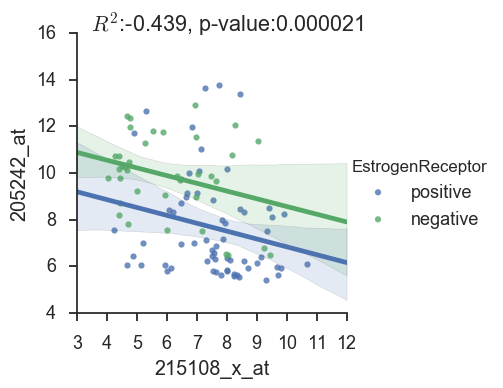 R²:-0.439, p-value:0.000021
16
14
12
10
8
6
4
205242_at
3 4 5 6 7 8 9 10 11 12
215108_x_at
EstrogenReceptor
positive
negative